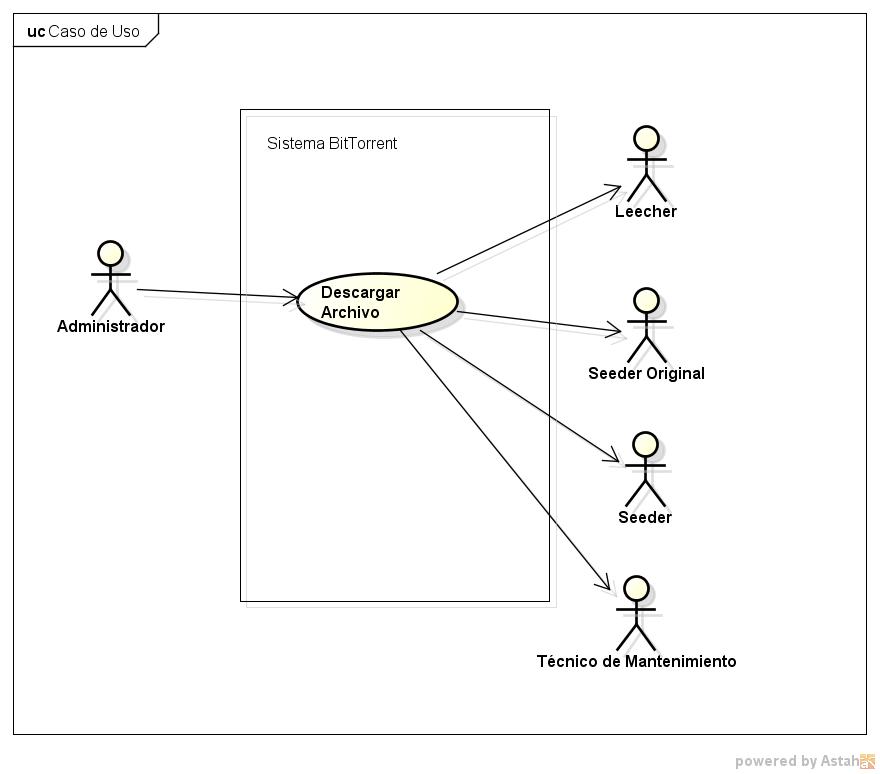 uc Caso de Uso
Sistema BitTorrent
Leecher
Descargar
Archivo
Administrador
Seeder Original
Seeder
Técnico de Mantenimiento
powered by Astah